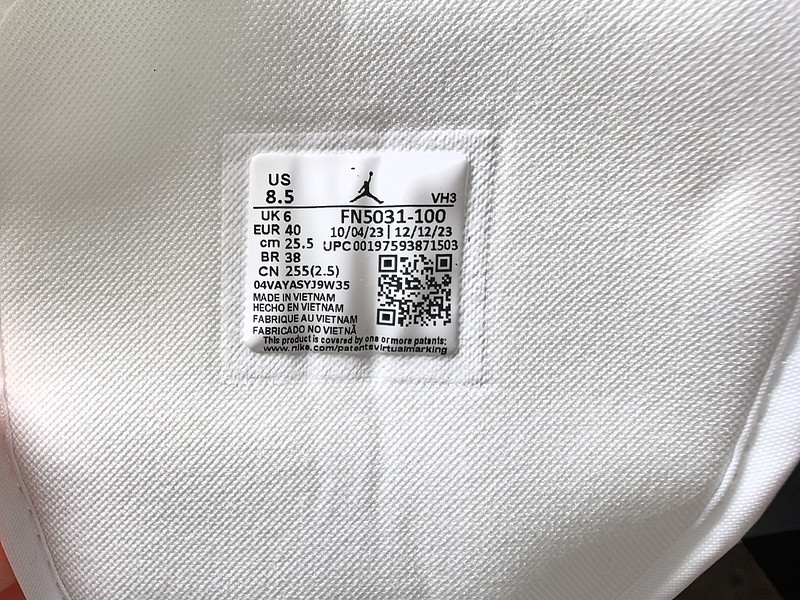 US
8.5
VH3
UK 6
FN5031-100
EUR 40
10/04/23 | 12/12/23
cm 25.5
UPC 00197593871503
BR 38
CN 255(2.5)
04VAYASYJ9W35
MADE IN VIETNAM
HECHO EN VIETNAM
FABRIQUE AU VIETNAM
FABRICADO NO VIETNÃ
This product is covered by one or more patents;
www.nike.com/patentsvirtualmarking